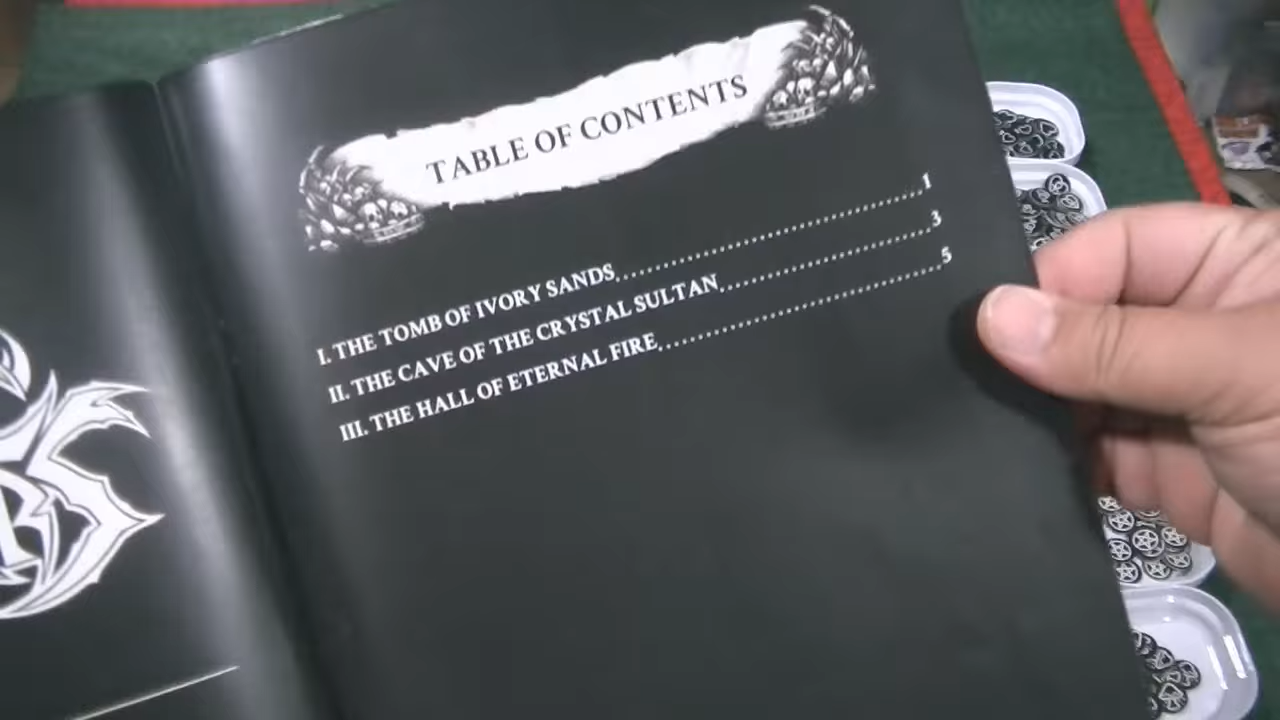 TABLE OF CONTENTS
I. THE TOMB OF IVORY SANDS..............................1
II. THE CAVE OF THE CRYSTAL SULTAN....................3
III. THE HALL OF ETERNAL FIRE............................5